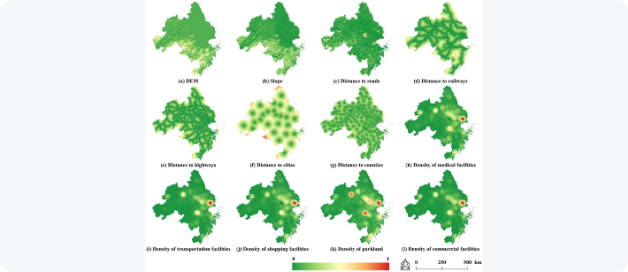 (a) DEM (b) Slope (c) Distance to roads (d) Distance to railways
(e) Distance to highways (f) Distance to cities (g) Distance to counties (h) Density of medical facilities
(i) Density of transportation facilities (j) Density of shopping facilities (k) Density of parkland (l) Density of commercial facilities
0 1
0 250 500 km